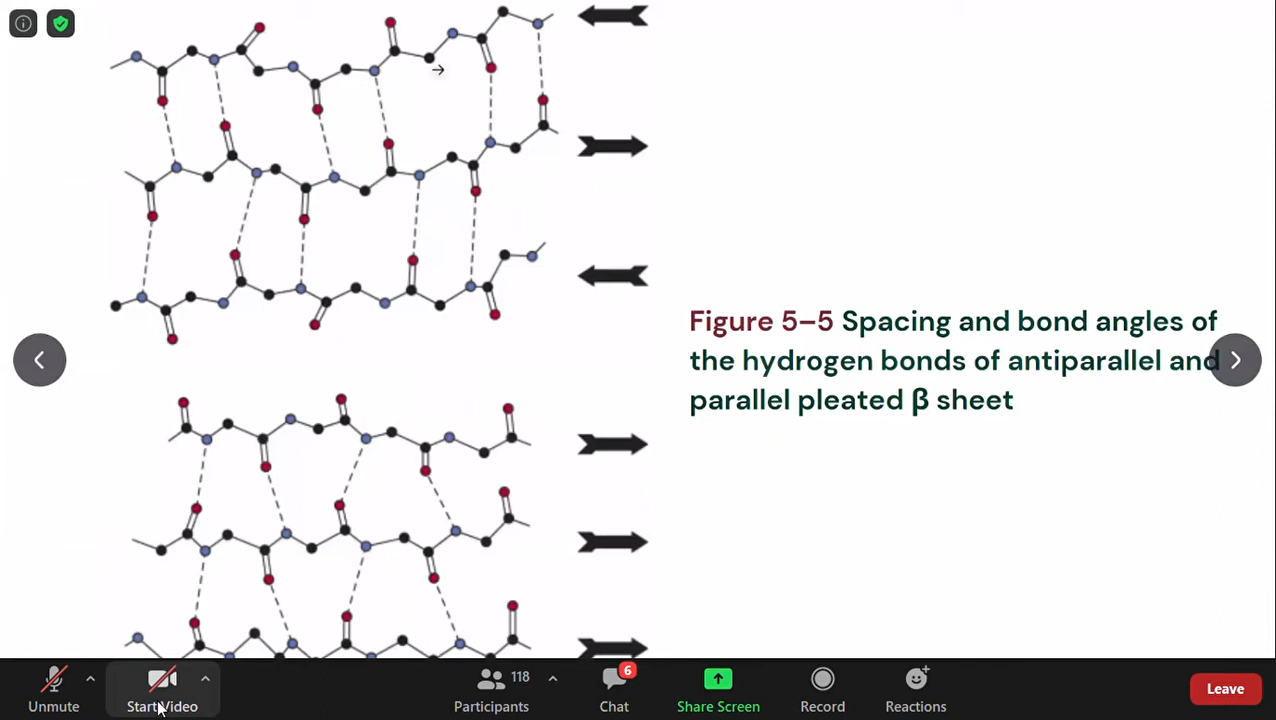 Figure 5–5 Spacing and bond angles of
the hydrogen bonds of antiparallel and
parallel pleated β sheet
Unmute
Start Video
Participants
118
Chat
6
Share Screen
Record
Reactions
Leave